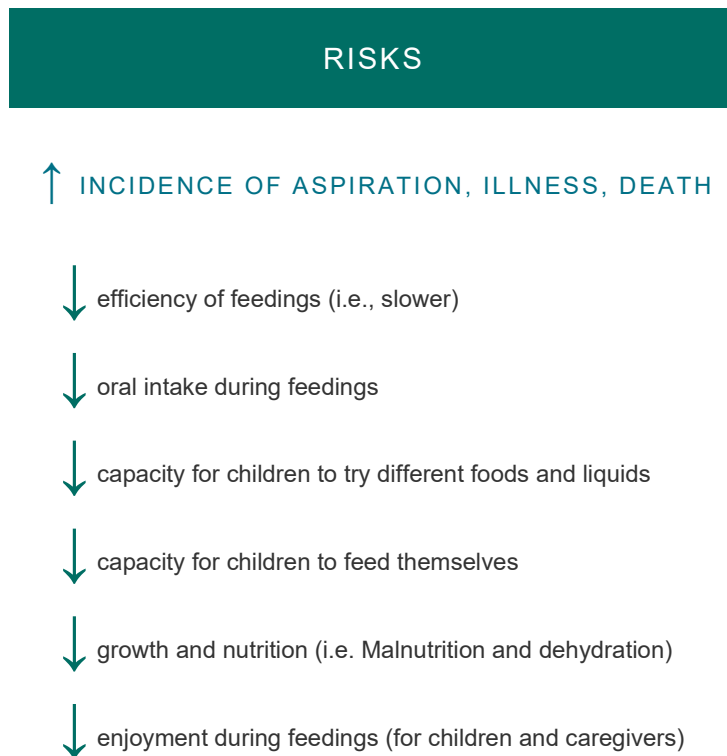 RISKS
↑ INCIDENCE OF ASPIRATION, ILLNESS, DEATH
↓ efficiency of feedings (i.e., slower)
↓ oral intake during feedings
↓ capacity for children to try different foods and liquids
↓ capacity for children to feed themselves
↓ growth and nutrition (i.e. Malnutrition and dehydration)
↓ enjoyment during feedings (for children and caregivers)